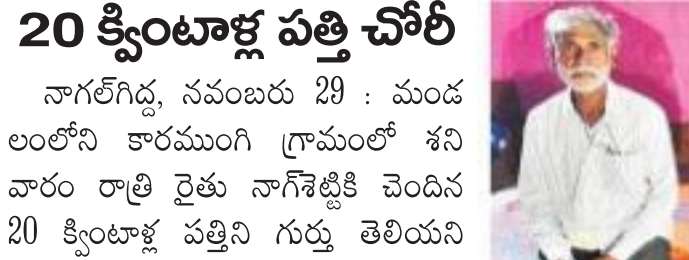 20 క్వింటాళ్ల పత్తి చోరీ
నాగల్‌గిద్ద, నవంబరు 29 : మండ
లంలోని కారముంగి గ్రామంలో శని
వారం రాత్రి రైతు నాగ్‌శెట్టికి చెందిన
20 క్వింటాళ్ల పత్తిని గుర్తు తెలియని